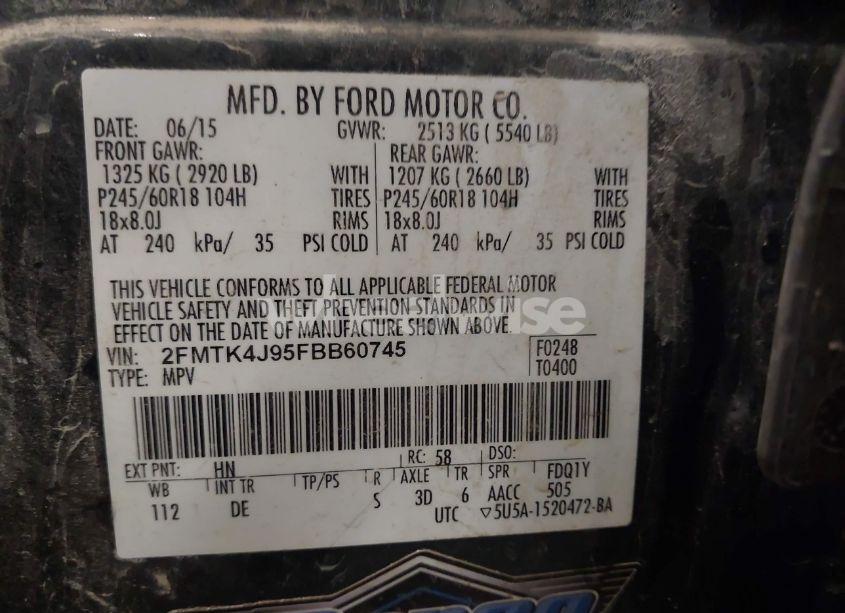 MFD. BY FORD MOTOR CO.
DATE: 06/15 GVWR: 2513 KG ( 5540 LB)
FRONT GAWR: REAR GAWR:
1325 KG ( 2920 LB) WITH 1207 KG ( 2660 LB) WITH
P245/60R18 104H TIRES P245/60R18 104H TIRES
18x8.0J RIMS 18x8.0J RIMS
AT 240 kPa/ 35 PSI COLD AT 240 kPa/ 35 PSI COLD
THIS VEHICLE CONFORMS TO ALL APPLICABLE FEDERAL MOTOR
VEHICLE SAFETY AND THEFT PREVENTION STANDARDS IN
EFFECT ON THE DATE OF MANUFACTURE SHOWN ABOVE.
VIN: 2FMTK4J95FBB60745 F0248
TYPE: MPV T0400
EXT PNT: HN RC: 58 DSO:
WB INT TR TP/PS R AXLE TR SPR FDQ1Y
112 DE S 3D 6 AACC 505
UTC ▽5U5A-1520472-BA